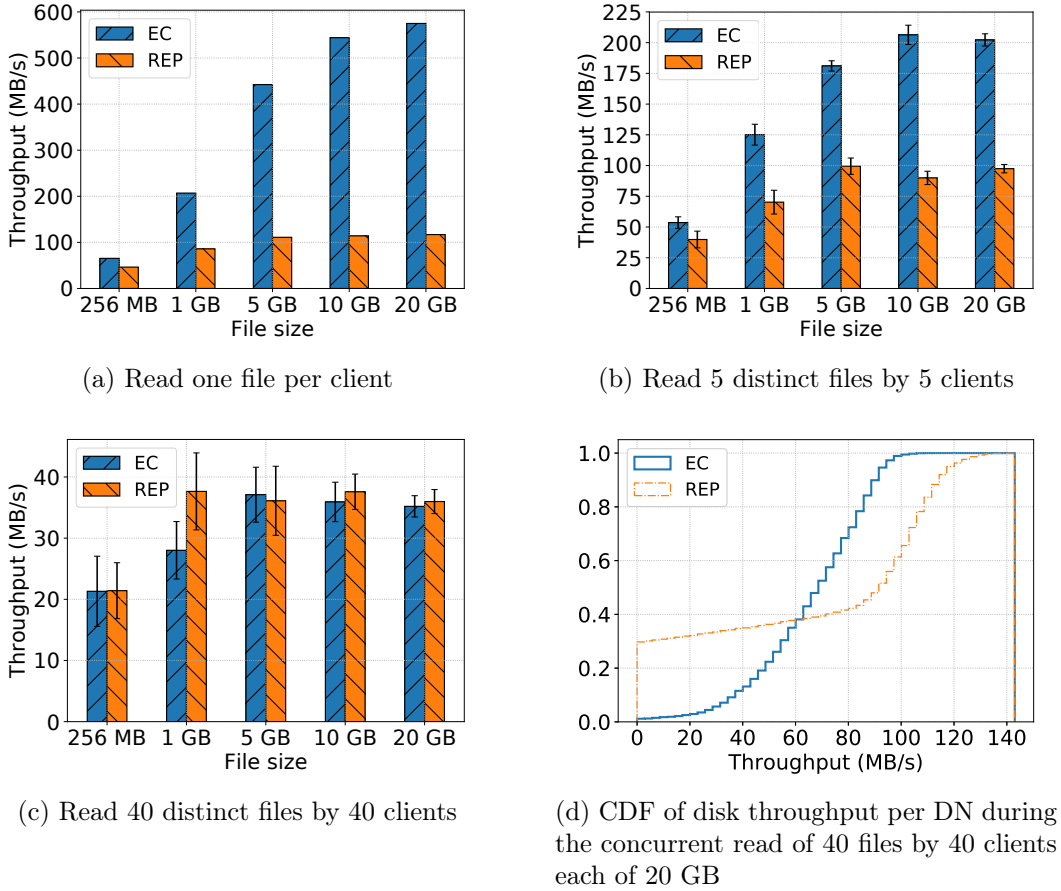 600
500
400
300
200
100
0
Throughput (MB/s)
EC
REP
256 MB 1 GB 5 GB 10 GB 20 GB
File size
(a) Read one file per client
225
200
175
150
125
100
75
50
25
0
Throughput (MB/s)
EC
REP
256 MB 1 GB 5 GB 10 GB 20 GB
File size
(b) Read 5 distinct files by 5 clients
40
30
20
10
0
Throughput (MB/s)
EC
REP
256 MB 1 GB 5 GB 10 GB 20 GB
File size
(c) Read 40 distinct files by 40 clients
1.0
0.8
0.6
0.4
0.2
0.0
EC
REP
0 20 40 60 80 100 120 140
Throughput (MB/s)
(d) CDF of disk throughput per DN during
the concurrent read of 40 files by 40 clients
each of 20 GB